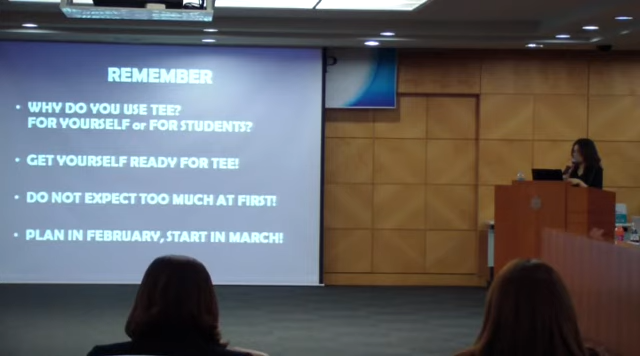 REMEMBER
• WHY DO YOU USE TEE?
FOR YOURSELF or FOR STUDENTS?
• GET YOURSELF READY FOR TEE!
• DO NOT EXPECT TOO MUCH AT FIRST!
• PLAN IN FEBRUARY, START IN MARCH!